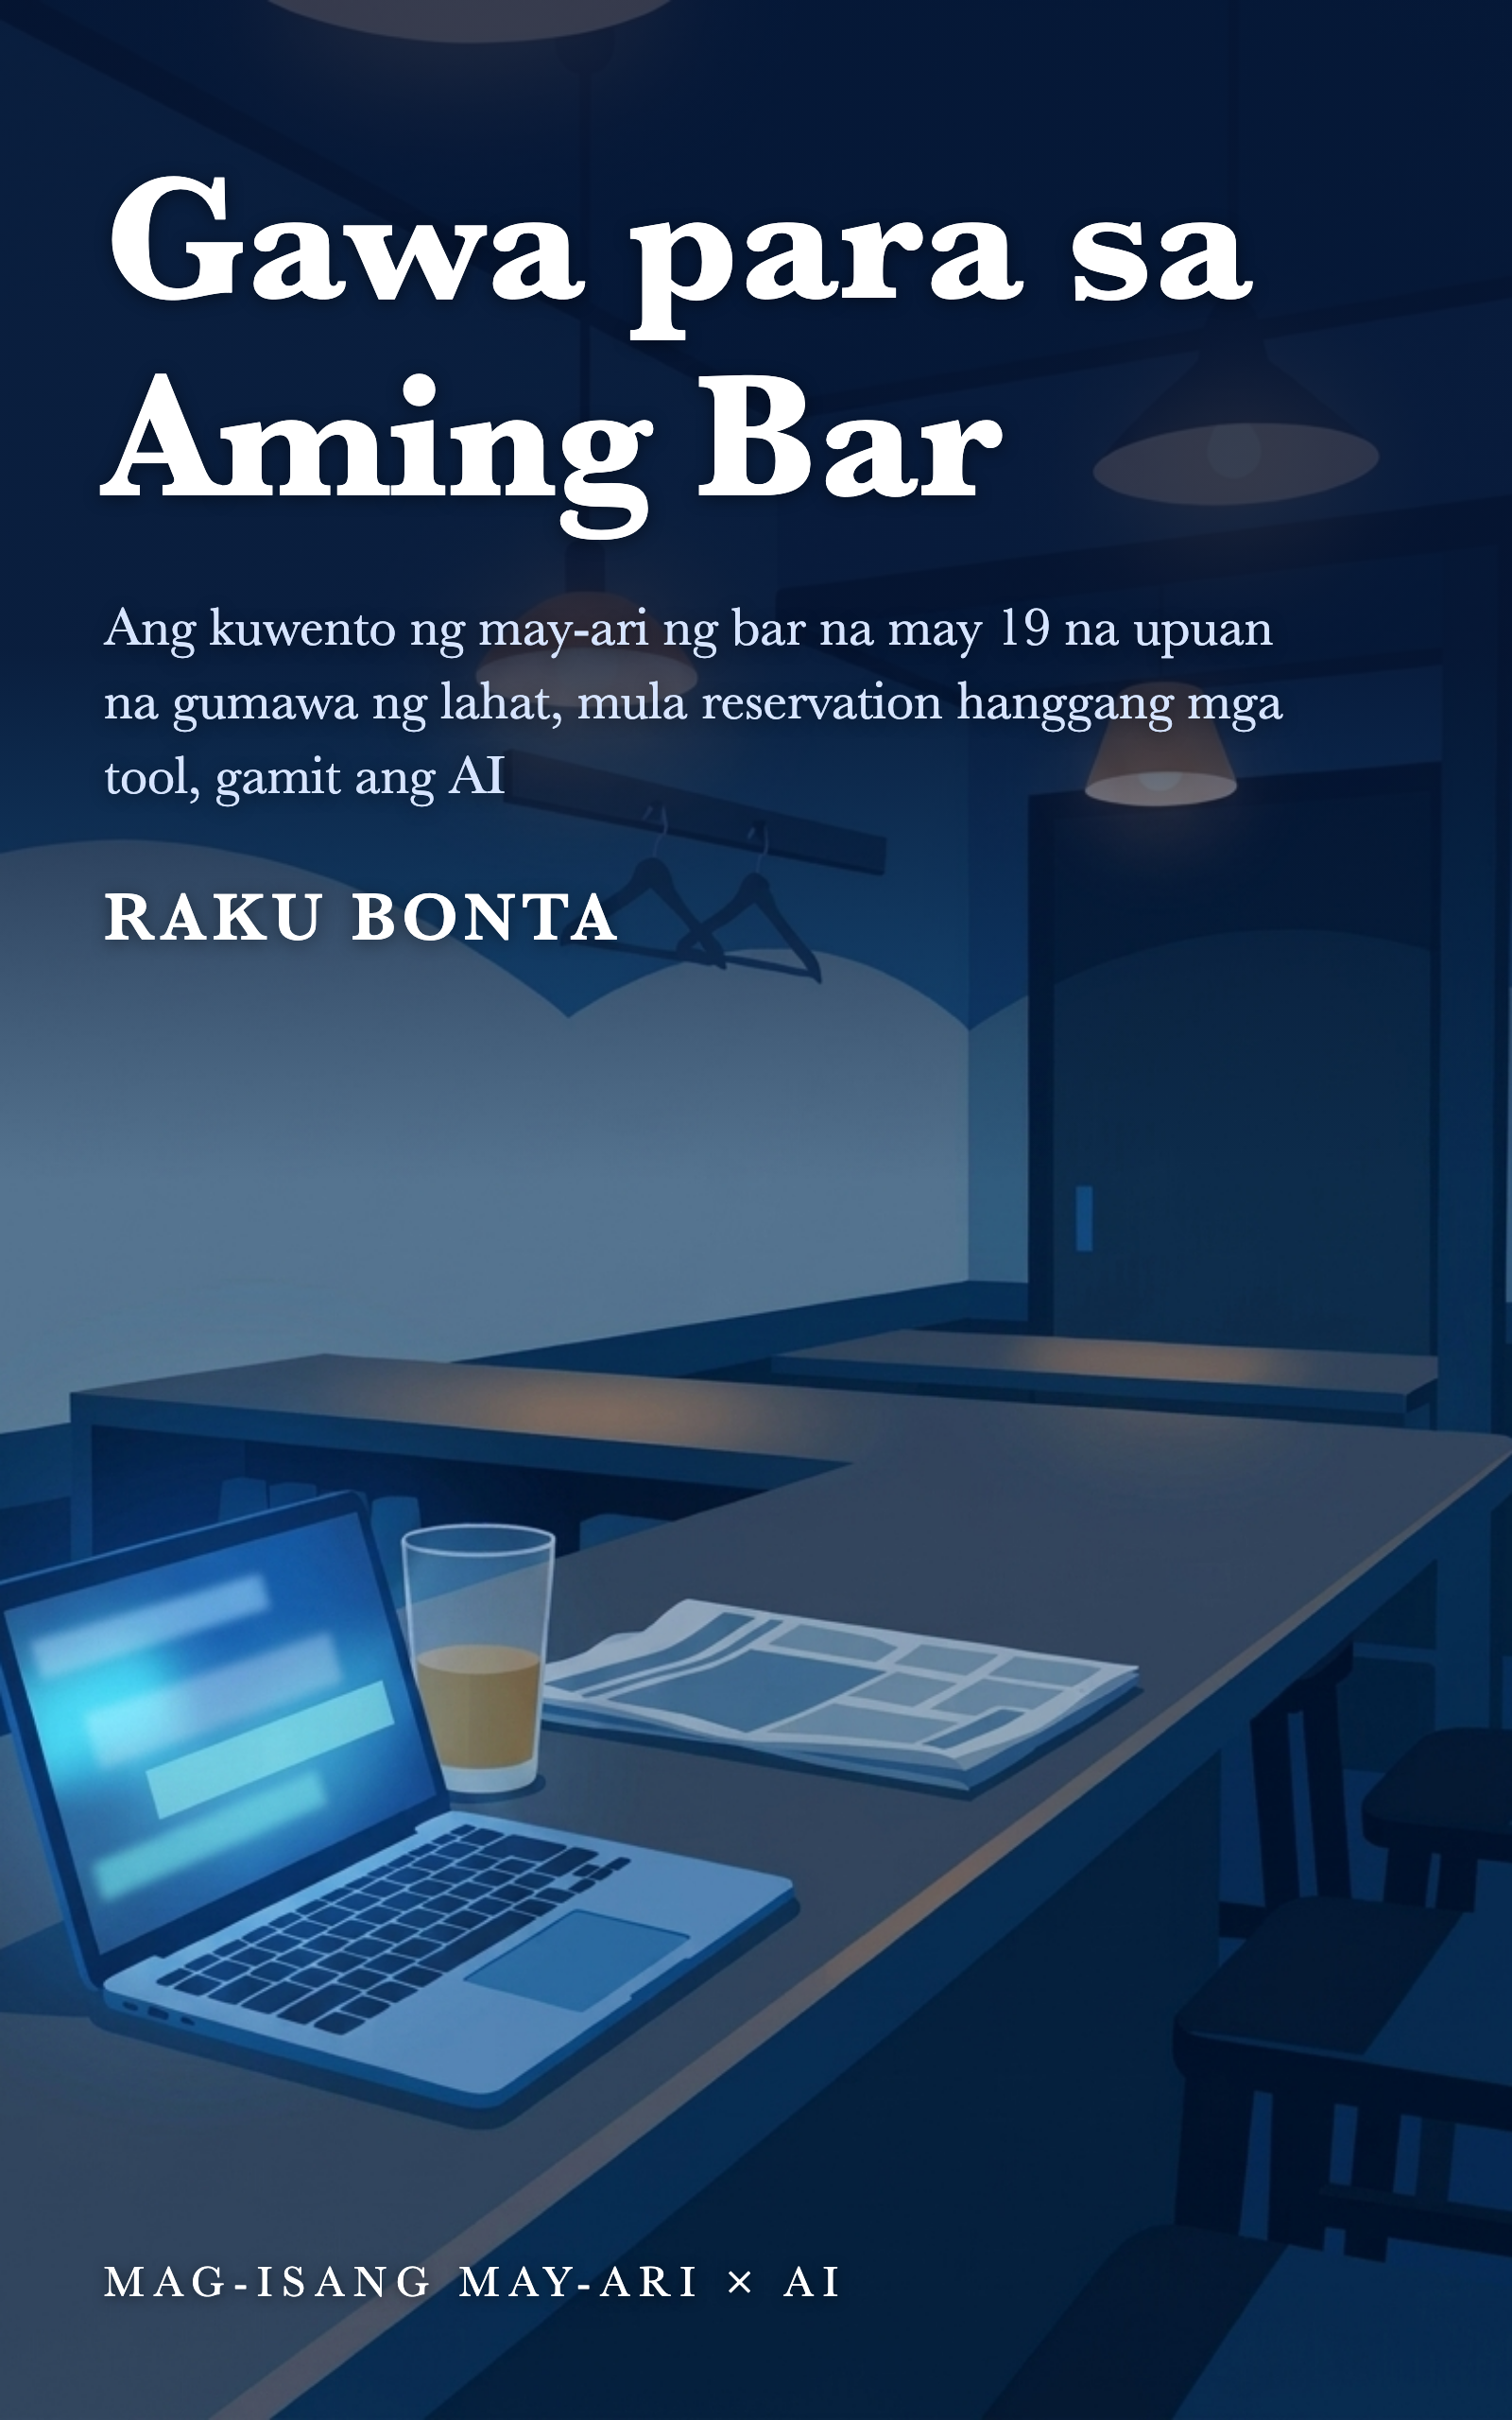 Gawa para sa
Aming Bar
Ang kuwento ng may-ari ng bar na may 19 na upuan
na gumawa ng lahat, mula reservation hanggang mga
tool, gamit ang AI
RAKU BONTA
MAG-ISANG MAY-ARI × AI